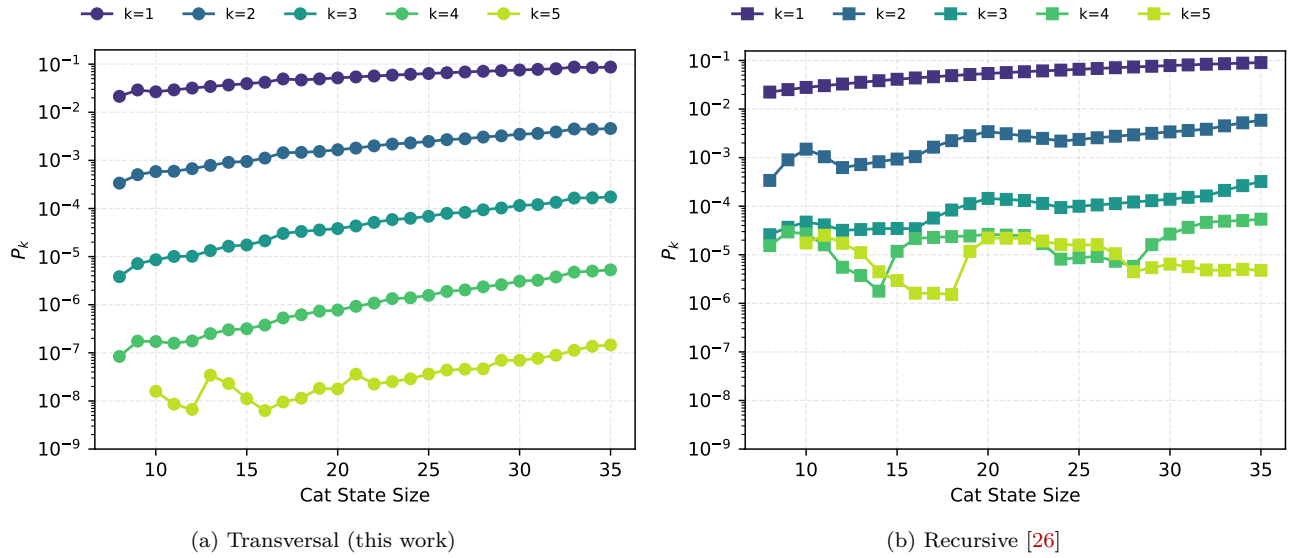 k=1 k=2 k=3 k=4 k=5
10⁻¹
10⁻²
10⁻³
10⁻⁴
10⁻⁵
10⁻⁶
10⁻⁷
10⁻⁸
10⁻⁹
Pₖ
10 15 20 25 30 35
Cat State Size
(a) Transversal (this work)
k=1 k=2 k=3 k=4 k=5
10⁻¹
10⁻²
10⁻³
10⁻⁴
10⁻⁵
10⁻⁶
10⁻⁷
10⁻⁸
10⁻⁹
Pₖ
10 15 20 25 30 35
Cat State Size
(b) Recursive [26]